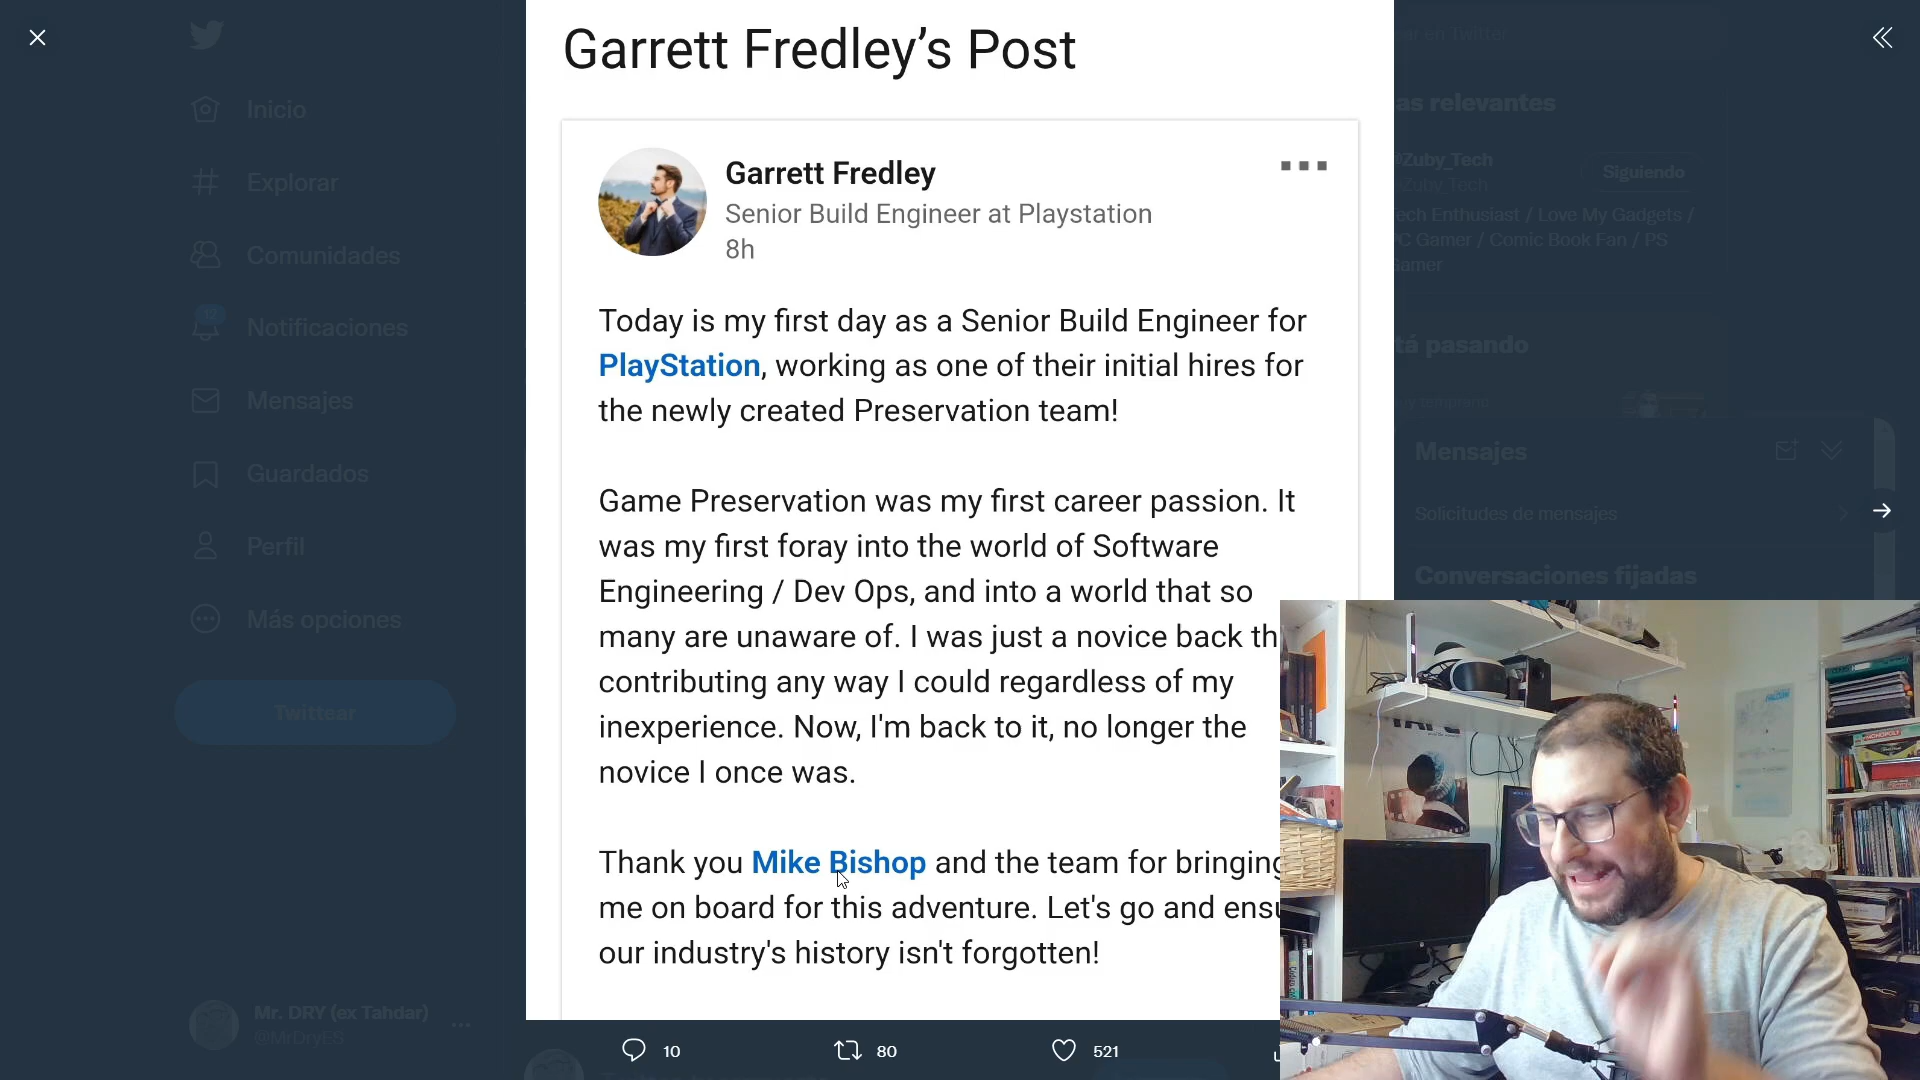 Garrett Fredley's Post
Garrett Fredley
Senior Build Engineer at Playstation
8h
Today is my first day as a Senior Build Engineer for
PlayStation, working as one of their initial hires for
the newly created Preservation team!
Game Preservation was my first career passion. It
was my first foray into the world of Software
Engineering / Dev Ops, and into a world that so
many are unaware of. I was just a novice back th
contributing any way I could regardless of my
inexperience. Now, I'm back to it, no longer the
novice I once was.
Thank you Mike Bishop and the team for bringing
me on board for this adventure. Let's go and ensu
our industry's history isn't forgotten!
10
80
521
Inicio
Explorar
Comunidades
12
Notificaciones
Mensajes
Guardados
Perfil
Más opciones
Twittear
Mr. DRY (ex Tahdar)
@MrDryES
ar en Twitter
as relevantes
@Zuby_Tech
Zuby_Tech
Siguiendo
ech Enthusiast / Love My Gadgets /
C Gamer / Comic Book Fan / PS
amer
tá pasando
Mensajes
Solicitudes de mensajes
Conversaciones fijadas
MONOPOLY